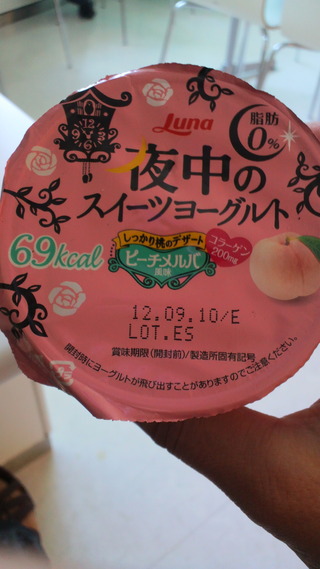 Luna
脂肪
0%
夜中の
スイーツヨーグルト
69kcal
しっかり桃のデザート
ピーチメルバ
風味
コラーゲン
200mg
12.09.10/E
LOT.ES
賞味期限(開封前)/製造所固有記号
開封時にヨーグルトが飛び出すことがありますのでご注意ください。